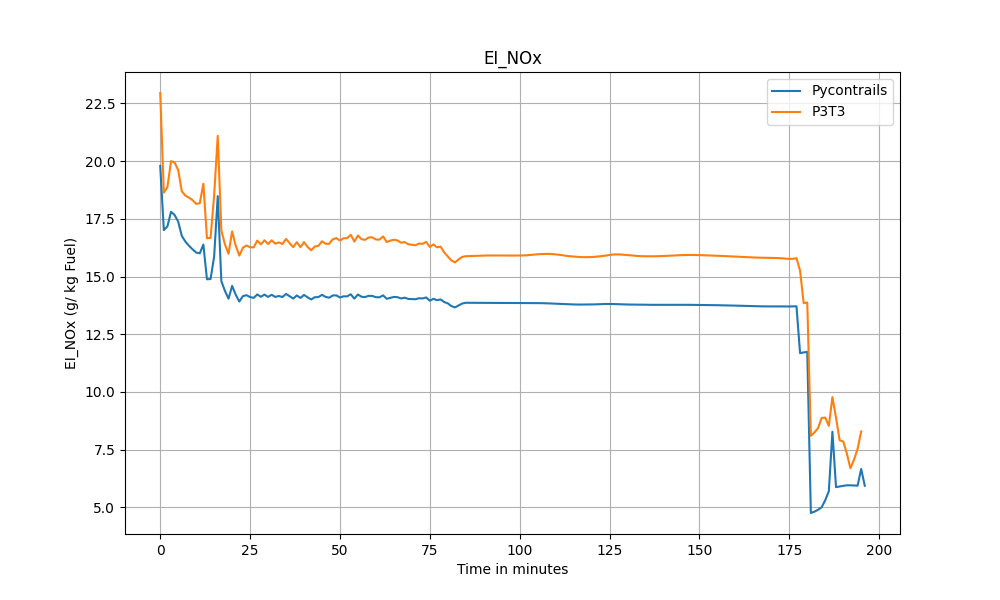 EI_NOx
Pycontrails
P3T3
EI_NOx (g/ kg Fuel)
22.5
20.0
17.5
15.0
12.5
10.0
7.5
5.0
0 25 50 75 100 125 150 175 200
Time in minutes